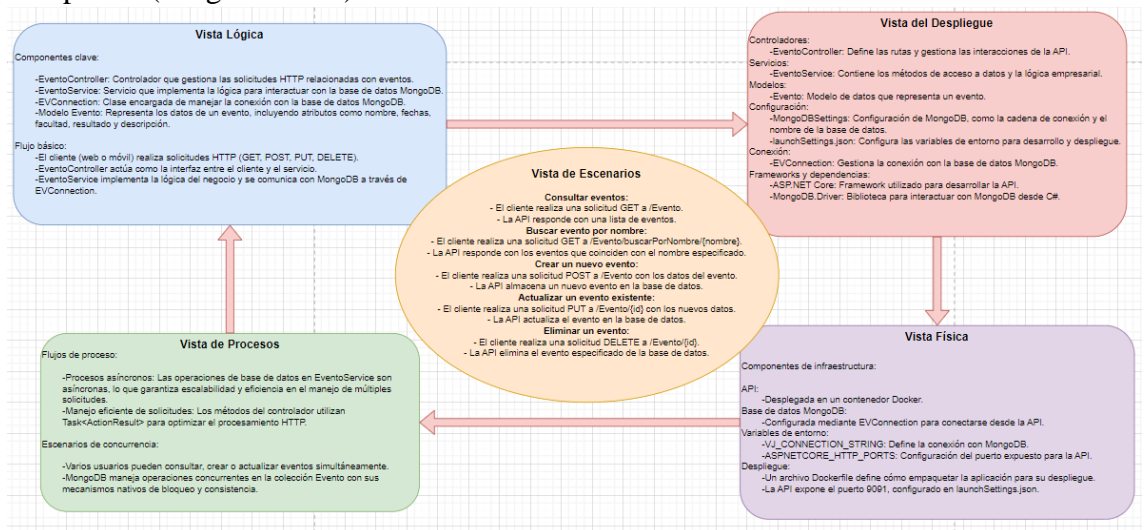 Vista Lógica
Componentes clave:
-EventoController: Controlador que gestiona las solicitudes HTTP relacionadas con eventos.
-EventoService: Servicio que implementa la lógica para interactuar con la base de datos MongoDB.
-EVConnection: Clase encargada de manejar la conexión con la base de datos MongoDB.
-Modelo Evento: Representa los datos de un evento, incluyendo atributos como nombre, fechas,
facultad, resultado y descripción.
Flujo básico:
-El cliente (web o móvil) realiza solicitudes HTTP (GET, POST, PUT, DELETE).
-EventoController actúa como la interfaz entre el cliente y el servicio.
-EventoService implementa la lógica del negocio y se comunica con MongoDB a través de
EVConnection.
Vista del Despliegue
Controladores:
-EventoController: Define las rutas y gestiona las interacciones de la API.
Servicios:
-EventoService: Contiene los métodos de acceso a datos y la lógica empresarial.
Modelos:
-Evento: Modelo de datos que representa un evento.
Configuración:
-MongoDBSettings: Configuración de MongoDB, como la cadena de conexión y el
nombre de la base de datos.
-launchSettings.json: Configura las variables de entorno para desarrollo y despliegue.
Conexión:
-EVConnection: Gestiona la conexión con la base de datos MongoDB.
Frameworks y dependencias:
-ASP.NET Core: Framework utilizado para desarrollar la API.
-MongoDB.Driver: Biblioteca para interactuar con MongoDB desde C#.
Vista de Escenarios
Consultar eventos:
- El cliente realiza una solicitud GET a /Evento.
- La API responde con una lista de eventos.
Buscar evento por nombre:
- El cliente realiza una solicitud GET a /Evento/buscarPorNombre/{nombre}.
- La API responde con los eventos que coinciden con el nombre especificado.
Crear un nuevo evento:
- El cliente realiza una solicitud POST a /Evento con los datos del evento.
- La API almacena un nuevo evento en la base de datos.
Actualizar un evento existente:
- El cliente realiza una solicitud PUT a /Evento/{id} con los nuevos datos.
- La API actualiza el evento en la base de datos.
Eliminar un evento:
- El cliente realiza una solicitud DELETE a /Evento/{id}.
- La API elimina el evento especificado de la base de datos.
Vista de Procesos
Flujos de proceso:
-Procesos asíncronos: Las operaciones de base de datos en EventoService son
asíncronas, lo que garantiza escalabilidad y eficiencia en el manejo de múltiples
solicitudes.
-Manejo eficiente de solicitudes: Los métodos del controlador utilizan
Task<ActionResult> para optimizar el procesamiento HTTP.
Escenarios de concurrencia:
-Varios usuarios pueden consultar, crear o actualizar eventos simultáneamente.
-MongoDB maneja operaciones concurrentes en la colección Evento con sus
mecanismos nativos de bloqueo y consistencia.
Vista Física
Componentes de infraestructura:
API:
-Desplegada en un contenedor Docker.
Base de datos MongoDB:
-Configurada mediante EVConnection para conectarse desde la API.
Variables de entorno:
-VJ_CONNECTION_STRING: Define la conexión con MongoDB.
-ASPNETCORE_HTTP_PORTS: Configuración del puerto expuesto para la API.
Despliegue:
-Un archivo Dockerfile define cómo empaquetar la aplicación para su despliegue.
-La API expone el puerto 9091, configurado en launchSettings.json.